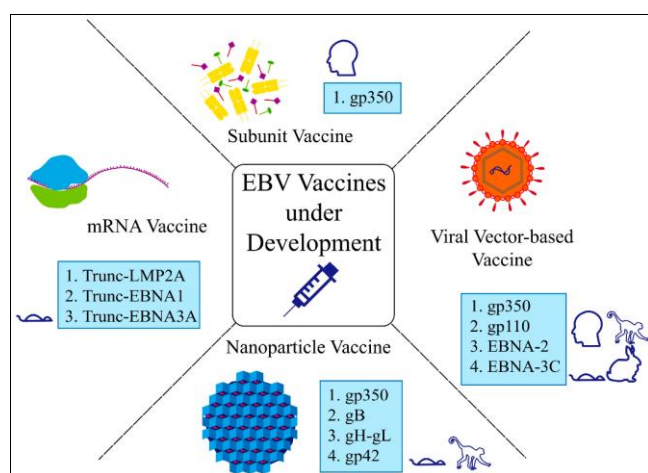 1. gp350
Subunit Vaccine
EBV Vaccines
under
Development
mRNA Vaccine
1. Trunc-LMP2A
2. Trunc-EBNA1
3. Trunc-EBNA3A
Viral Vector-based
Vaccine
1. gp350
2. gp110
3. EBNA-2
4. EBNA-3C
Nanoparticle Vaccine
1. gp350
2. gB
3. gH-gL
4. gp42